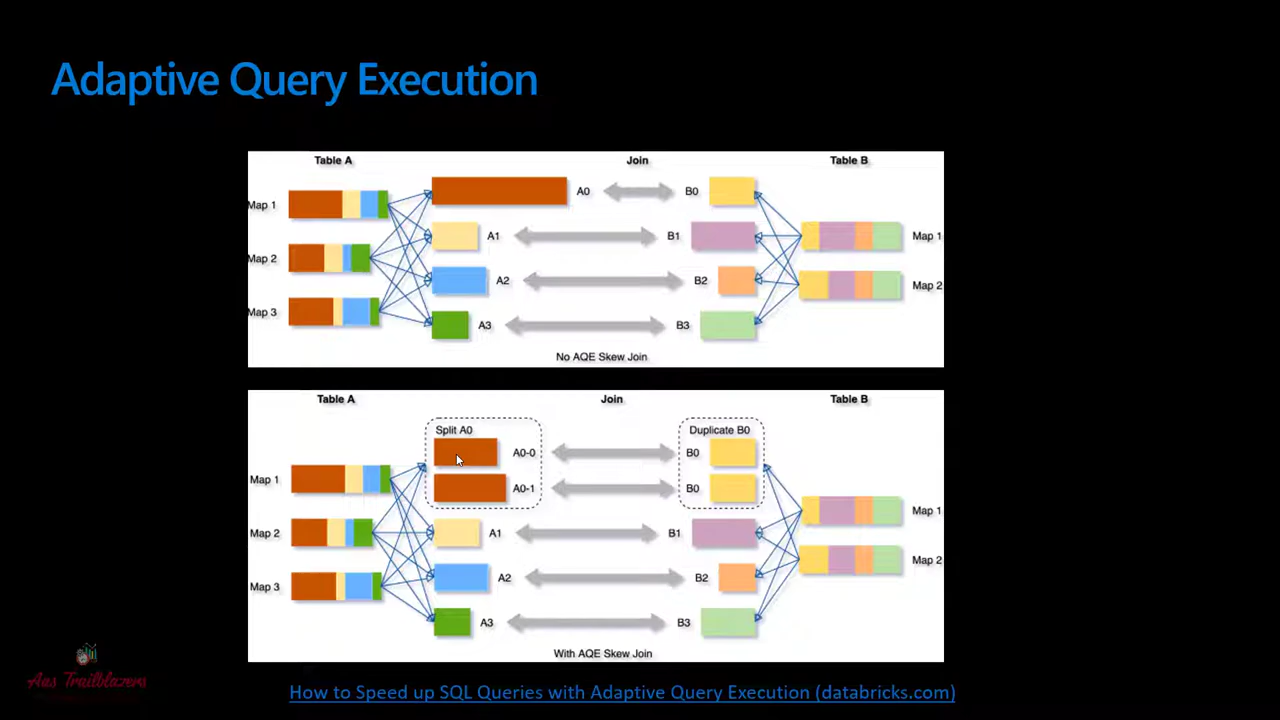 Adaptive Query Execution
Table A
Join
Table B
Map 1
A0
B0
A1
B1
Map 1
Map 2
A2
B2
Map 2
Map 3
A3
B3
No AQE Skew Join
Table A
Join
Table B
Split A0
Duplicate B0
A0-0
B0
Map 1
A0-1
B0
Map 1
Map 2
A1
B1
Map 2
A2
B2
Map 3
A3
B3
With AQE Skew Join
Aas Trailblazers
How to Speed up SQL Queries with Adaptive Query Execution (databricks.com)